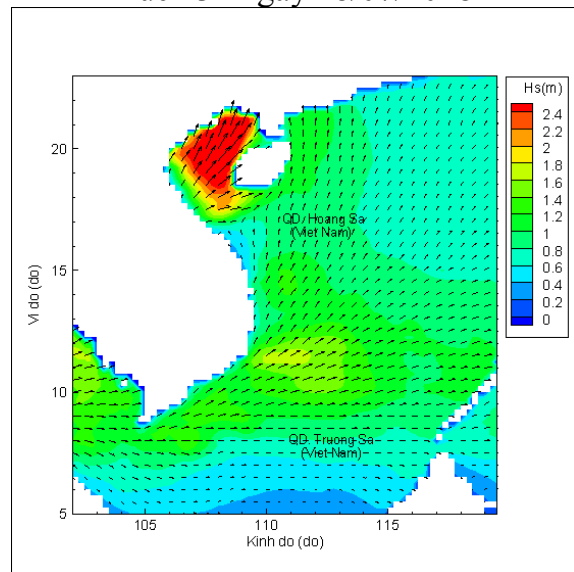 Hs(m)
2.4
2.2
2
1.8
1.6
1.4
1.2
1
0.8
0.6
0.4
0.2
0
20
15
10
5
Vi do (do)
QD. Hoang Sa
(Viet Nam)
QD. Truong Sa
(Viet Nam)
105
110
115
Kinh do (do)